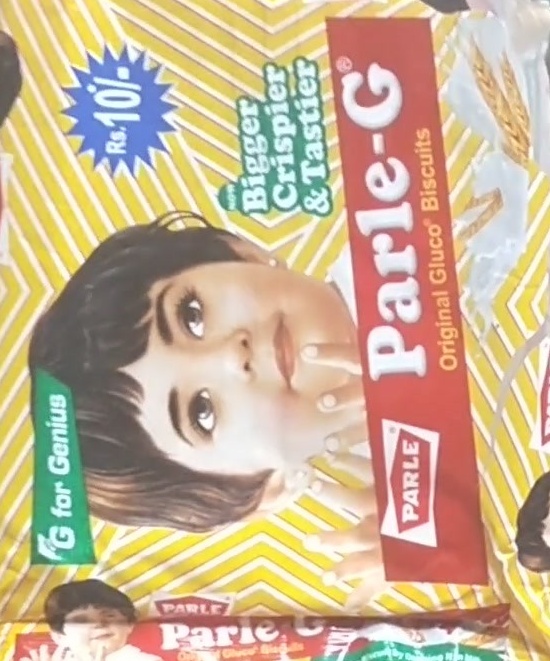 Rs. 10/-
NOW
Bigger
Crispier
& Tastier
G for Genius
PARLE
Parle-G®
Original Gluco® Biscuits
PARLE
Parle-G
Original Gluco® Biscuits